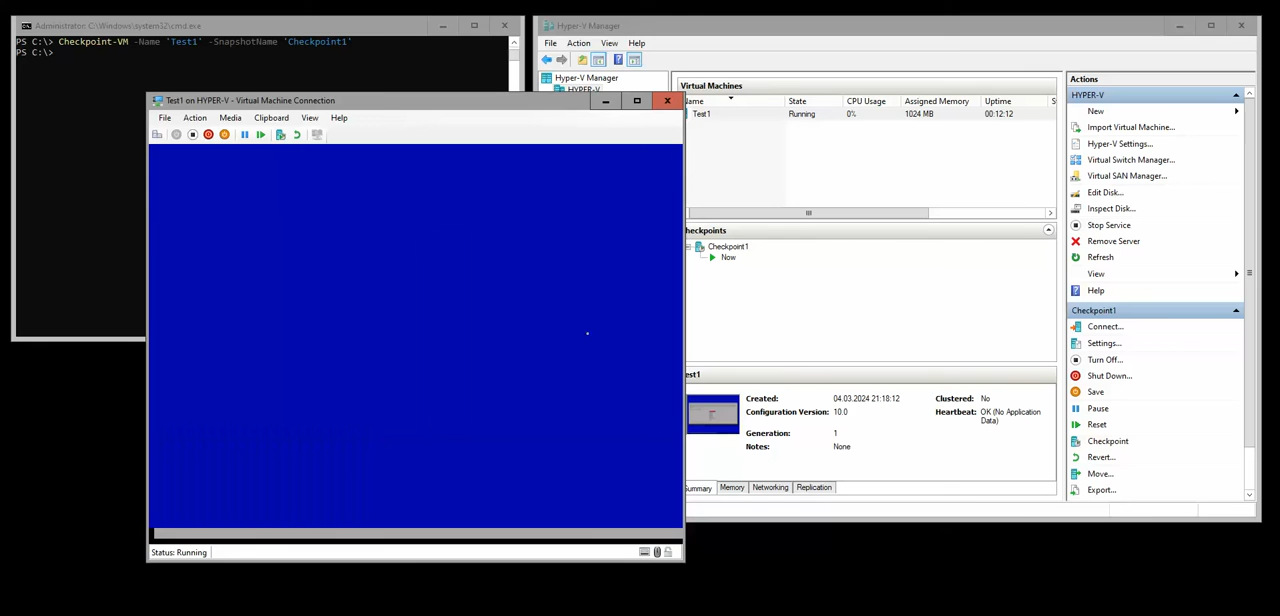 Administrator: C:\Windows\system32\cmd.exe
PS C:\> Checkpoint-VM -Name 'Test1' -SnapshotName 'Checkpoint1'
PS C:\>
Test1 on HYPER-V - Virtual Machine Connection
File Action Media Clipboard View Help
Status: Running
Hyper-V Manager
File Action View Help
Hyper-V Manager
HYPER-V
Virtual Machines
Name State CPU Usage Assigned Memory Uptime S
Test1 Running 0% 1024 MB 00:12:12
heckpoints
Checkpoint1
Now
est1
Created: 04.03.2024 21:18:12 Clustered: No
Configuration Version: 10.0 Heartbeat: OK (No Application
Data)
Generation: 1
Notes: None
Summary Memory Networking Replication
Actions
HYPER-V
New
Import Virtual Machine...
Hyper-V Settings...
Virtual Switch Manager...
Virtual SAN Manager...
Edit Disk...
Inspect Disk...
Stop Service
Remove Server
Refresh
View
Help
Checkpoint1
Connect...
Settings...
Turn Off...
Shut Down...
Save
Pause
Reset
Checkpoint
Revert...
Move...
Export...